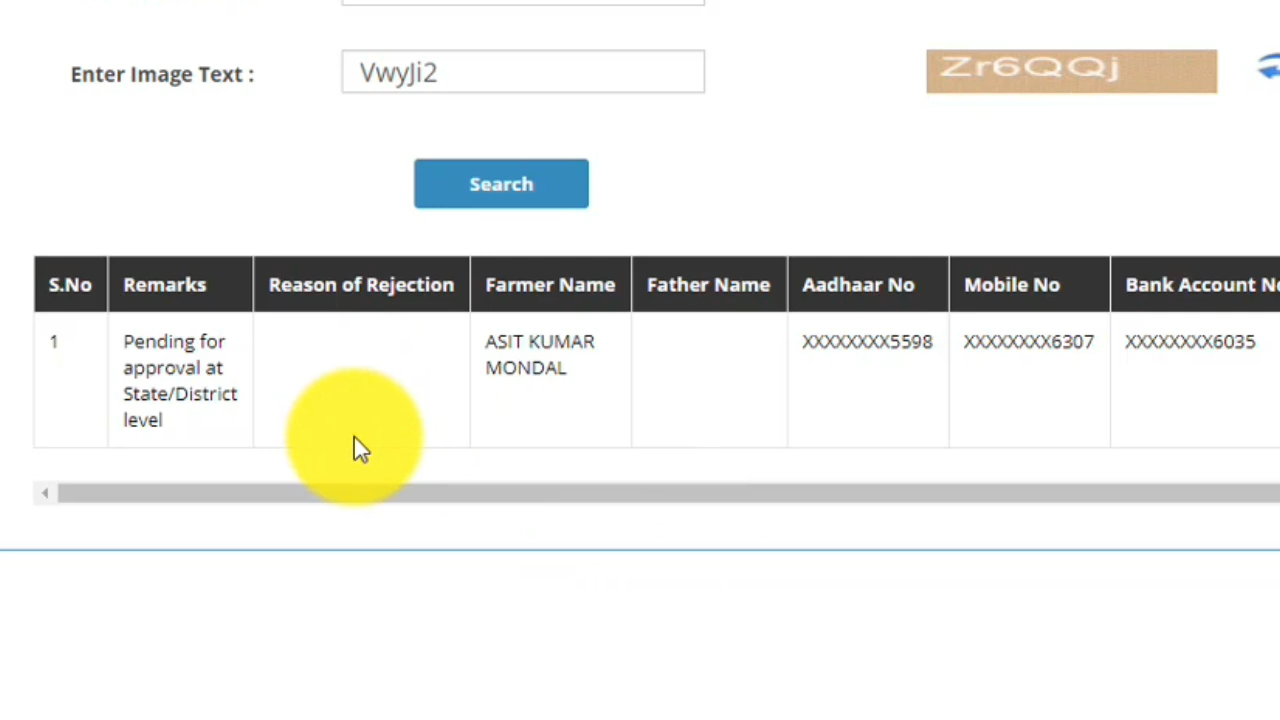 Enter Image Text :
VwyJi2
Zr6QQj
Search
S.No Remarks Reason of Rejection Farmer Name Father Name Aadhaar No Mobile No Bank Account
1 Pending for ASIT KUMAR XXXXXXXX5598 XXXXXXXX6307 XXXXXXXX6035
approval at MONDAL
State/District
level